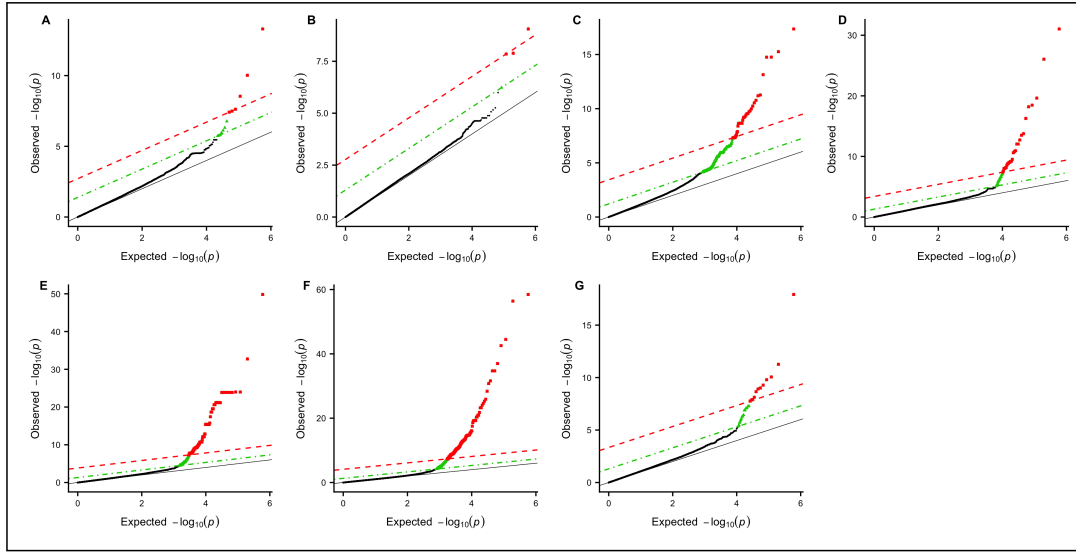 A
B
C
D
Observed −log₁₀(p)
0
5
10
0 2 4 6
Expected −log₁₀(p)
Observed −log₁₀(p)
0.0
2.5
5.0
7.5
0 2 4 6
Expected −log₁₀(p)
Observed −log₁₀(p)
0
5
10
15
0 2 4 6
Expected −log₁₀(p)
Observed −log₁₀(p)
0
10
20
30
0 2 4 6
Expected −log₁₀(p)
E
F
G
Observed −log₁₀(p)
0
10
20
30
40
50
0 2 4 6
Expected −log₁₀(p)
Observed −log₁₀(p)
0
20
40
60
0 2 4 6
Expected −log₁₀(p)
Observed −log₁₀(p)
0
5
10
15
0 2 4 6
Expected −log₁₀(p)